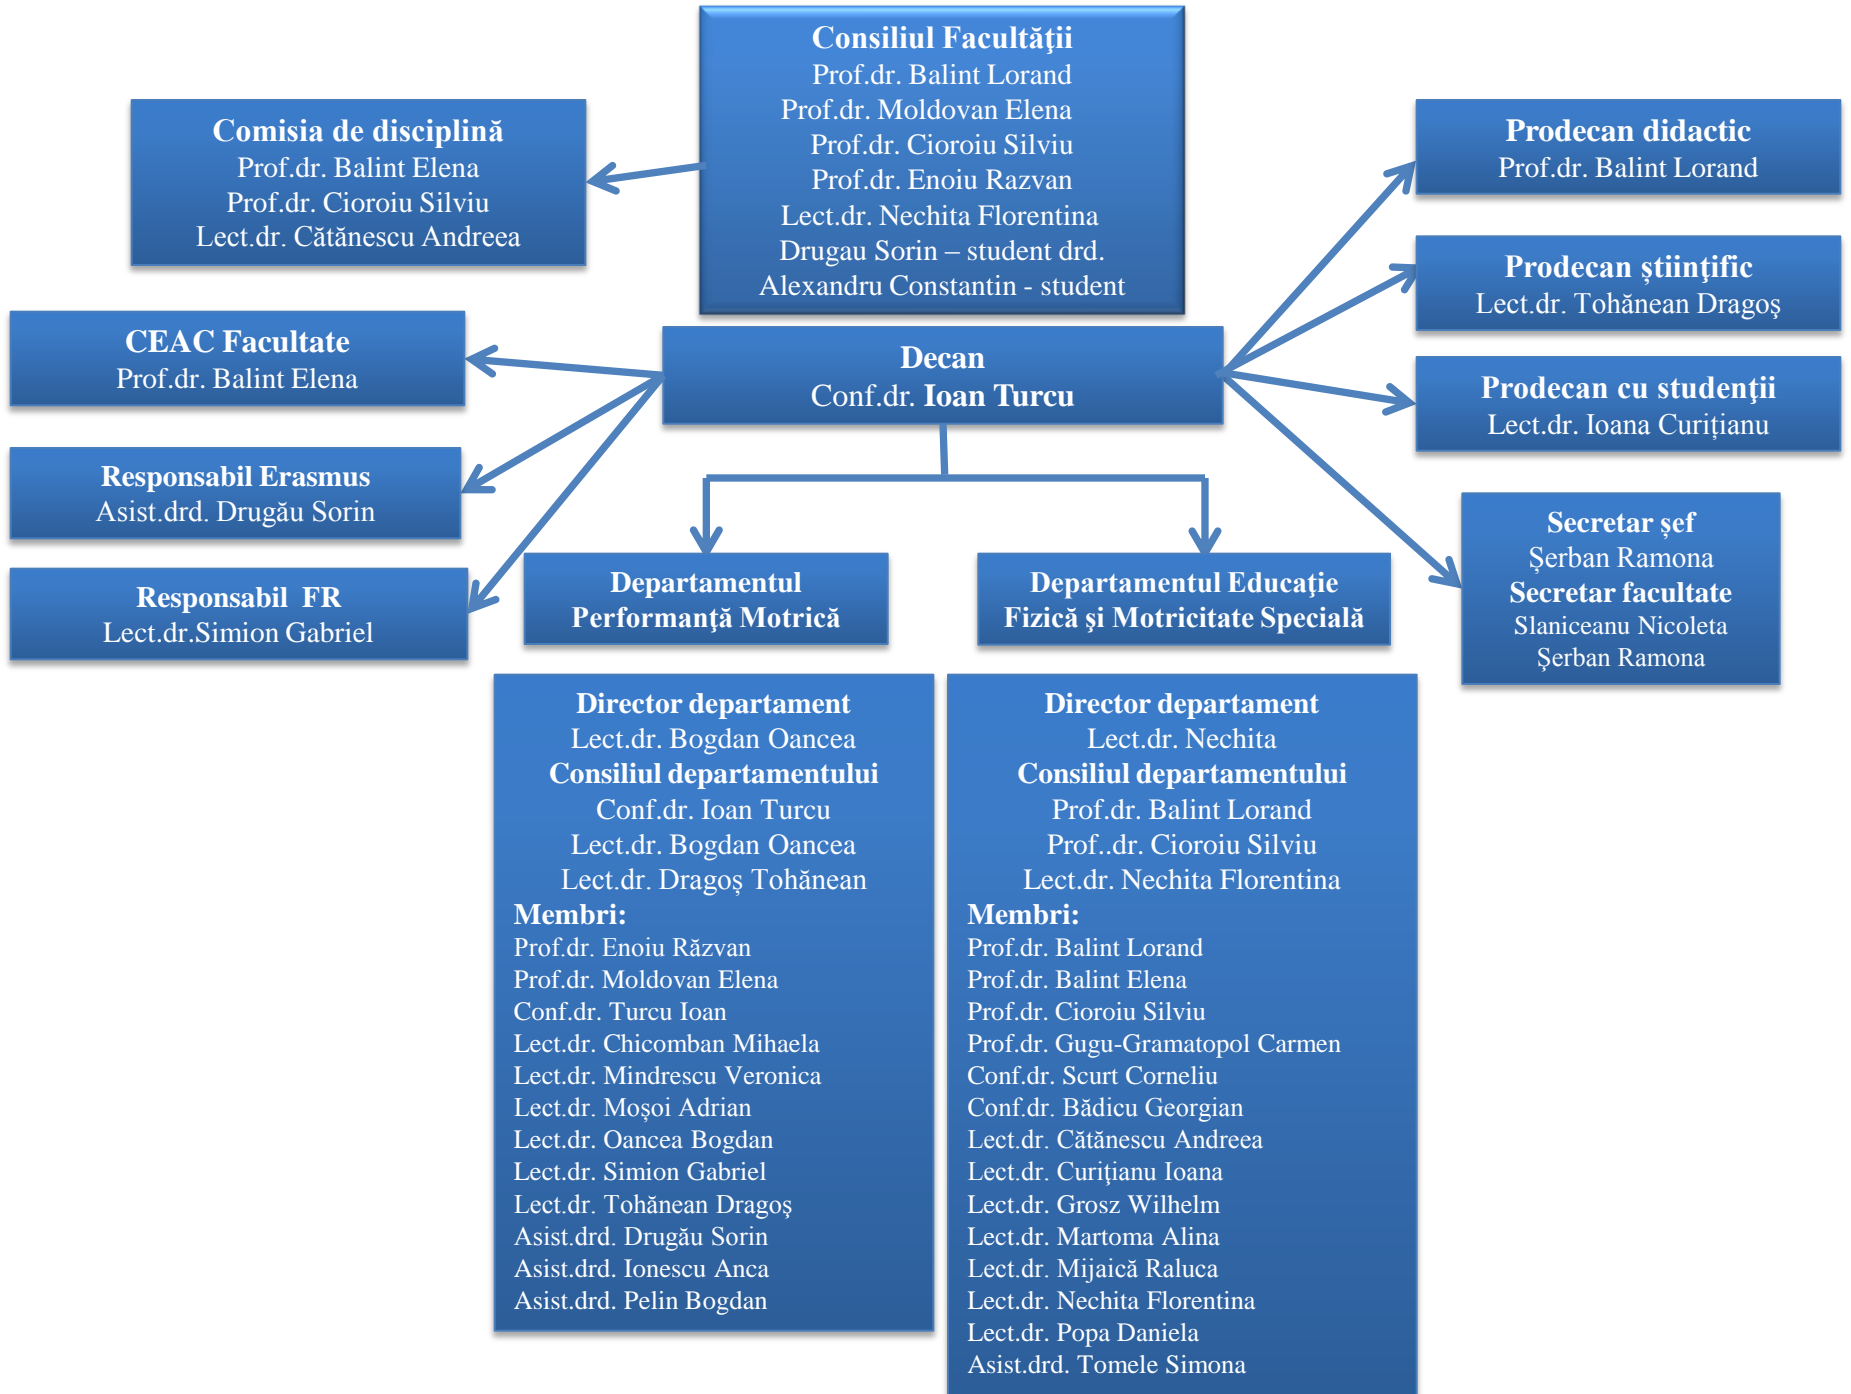 Consiliul Facultăţii
Prof.dr. Balint Lorand
Prof.dr. Moldovan Elena
Prof.dr. Cioroiu Silviu
Prof.dr. Enoiu Razvan
Lect.dr. Nechita Florentina
Drugau Sorin – student drd.
Alexandru Constantin - student
Comisia de disciplină
Prof.dr. Balint Elena
Prof.dr. Cioroiu Silviu
Lect.dr. Cătănescu Andreea
Prodecan didactic
Prof.dr. Balint Lorand
Prodecan științific
Lect.dr. Tohănean Dragoş
Prodecan cu studenţii
Lect.dr. Ioana Curițianu
CEAC Facultate
Prof.dr. Balint Elena
Decan
Conf.dr. Ioan Turcu
Responsabil Erasmus
Asist.drd. Drugău Sorin
Responsabil FR
Lect.dr.Simion Gabriel
Secretar șef
Șerban Ramona
Secretar facultate
Slaniceanu Nicoleta
Șerban Ramona
Departamentul
Performanţă Motrică
Departamentul Educaţie
Fizică şi Motricitate Specială
Director departament
Lect.dr. Bogdan Oancea
Consiliul departamentului
Conf.dr. Ioan Turcu
Lect.dr. Bogdan Oancea
Lect.dr. Dragoș Tohănean
Membri:
Prof.dr. Enoiu Răzvan
Prof.dr. Moldovan Elena
Conf.dr. Turcu Ioan
Lect.dr. Chicomban Mihaela
Lect.dr. Mindrescu Veronica
Lect.dr. Moșoi Adrian
Lect.dr. Oancea Bogdan
Lect.dr. Simion Gabriel
Lect.dr. Tohănean Dragoş
Asist.drd. Drugău Sorin
Asist.drd. Ionescu Anca
Asist.drd. Pelin Bogdan
Director departament
Lect.dr. Nechita
Consiliul departamentului
Prof.dr. Balint Lorand
Prof..dr. Cioroiu Silviu
Lect.dr. Nechita Florentina
Membri:
Prof.dr. Balint Lorand
Prof.dr. Balint Elena
Prof.dr. Cioroiu Silviu
Prof.dr. Gugu-Gramatopol Carmen
Conf.dr. Scurt Corneliu
Conf.dr. Bădicu Georgian
Lect.dr. Cătănescu Andreea
Lect.dr. Curiţianu Ioana
Lect.dr. Grosz Wilhelm
Lect.dr. Martoma Alina
Lect.dr. Mijaică Raluca
Lect.dr. Nechita Florentina
Lect.dr. Popa Daniela
Asist.drd. Tomele Simona